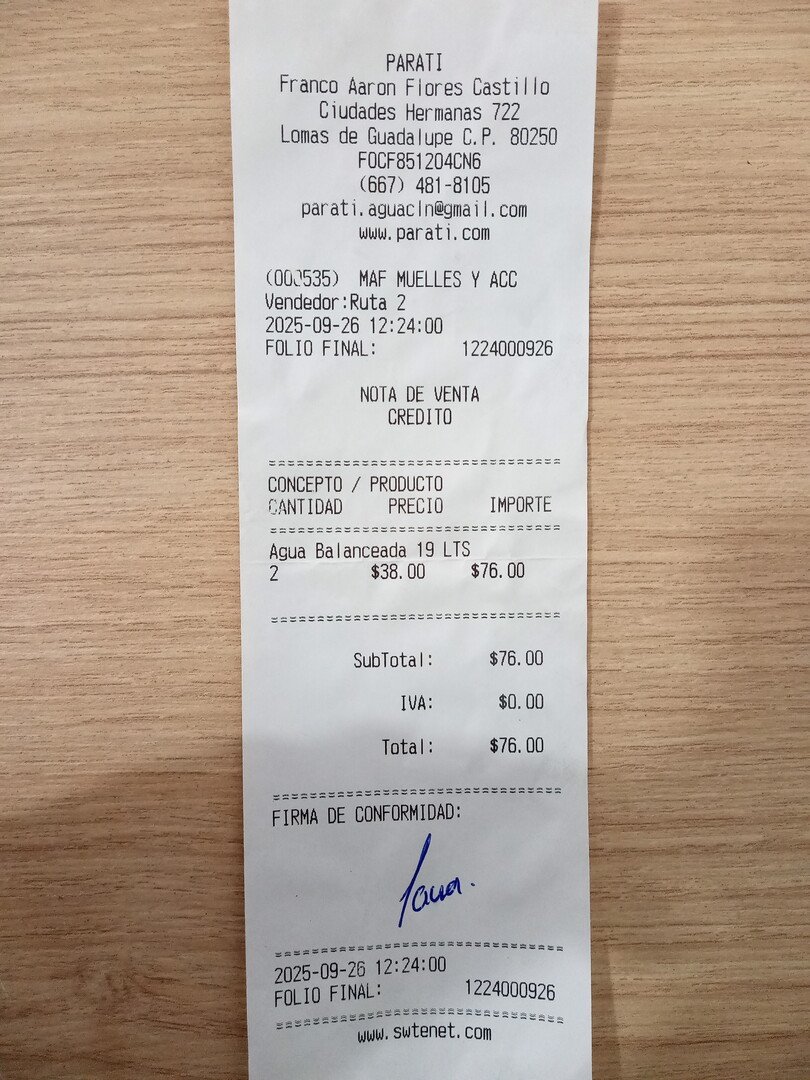 PARATI
Franco Aaron Flores Castillo
Ciudades Hermanas 722
Lomas de Guadalupe C.P. 80250
FOCF851204CN6
(667) 481-8105
parati.aguacln@gmail.com
www.parati.com
(000535) MAF MUELLES Y ACC
Vendedor:Ruta 2
2025-09-26 12:24:00
FOLIO FINAL: 1224000926
NOTA DE VENTA
CREDITO
==============================
CONCEPTO / PRODUCTO
CANTIDAD PRECIO IMPORTE
==============================
Agua Balanceada 19 LTS
2 $38.00 $76.00
==============================
SubTotal: $76.00
IVA: $0.00
Total: $76.00
==============================
FIRMA DE CONFORMIDAD:
==============================
2025-09-26 12:24:00
FOLIO FINAL: 1224000926
==============================
www.swtenet.com